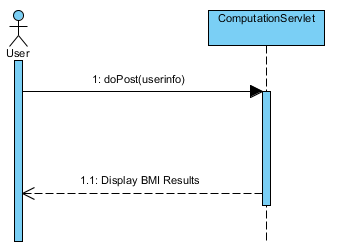 ComputationServlet
User
1: doPost(userinfo)
1.1: Display BMI Results